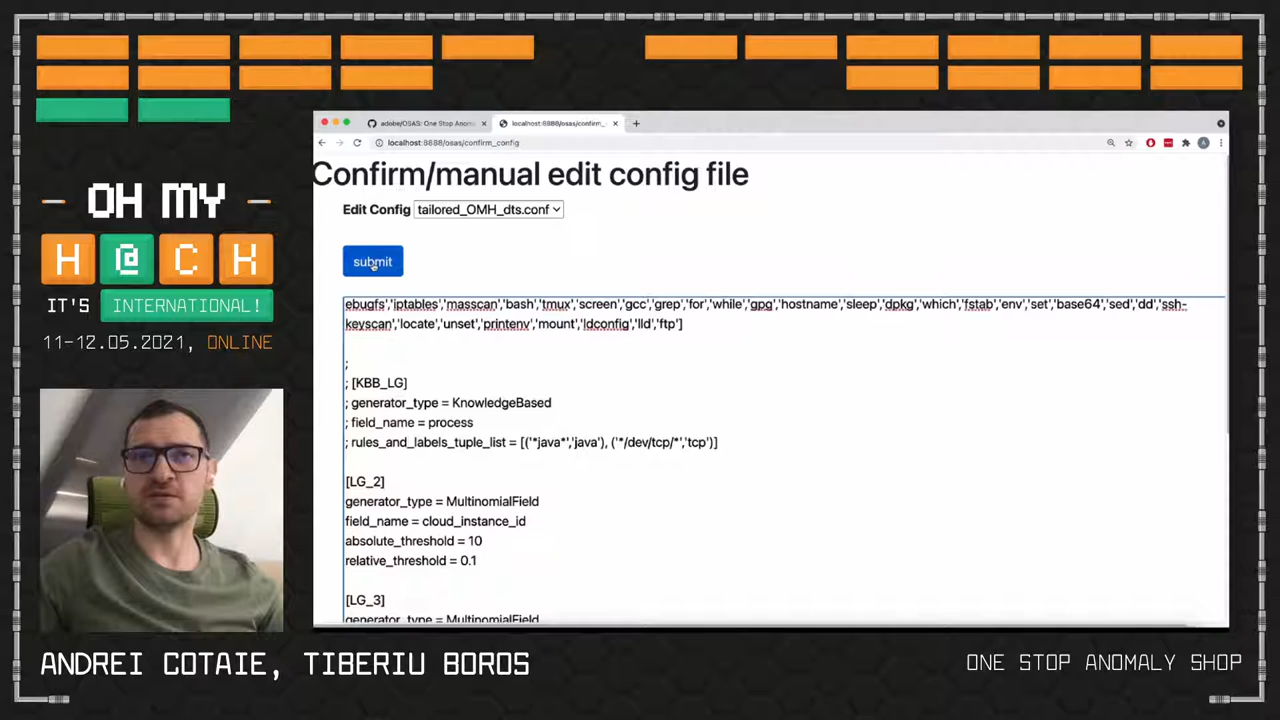 OH MY
H@CK
IT'S INTERNATIONAL!
11-12.05.2021, ONLINE
adobe/OSAS: One Stop Anom
localhost:8888/osas/confirm_
localhost:8888/osas/confirm_config
Confirm/manual edit config file
Edit Config tailored_OMH_dts.conf
submit
ebugfs','iptables','masscan','bash','tmux','screen','gcc','grep','for','while','gpg','hostname','sleep','dpkg','which','fstab','env','set','base64','sed','dd','ssh-
keyscan','locate','unset','printenv','mount','ldconfig','lld','ftp']
;
; [KBB_LG]
; generator_type = KnowledgeBased
; field_name = process
; rules_and_labels_tuple_list = [('*java*','java'), ('*/dev/tcp/*','tcp')]
[LG_2]
generator_type = MultinomialField
field_name = cloud_instance_id
absolute_threshold = 10
relative_threshold = 0.1
[LG_3]
generator_type = MultinomialField
ANDREI COTAIE, TIBERIU BOROS
ONE STOP ANOMALY SHOP